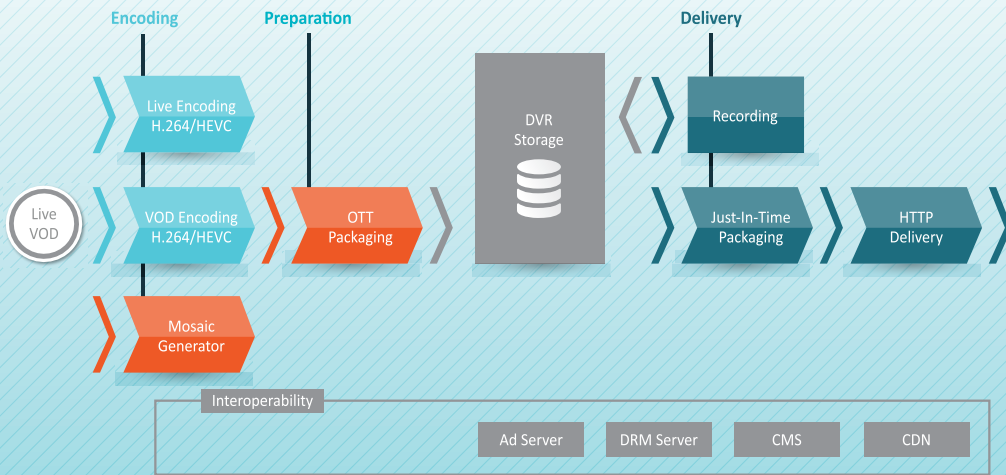 Encoding
Preparation
Delivery
Live Encoding
H.264/HEVC
DVR
Storage
Recording
Live
VOD
VOD Encoding
H.264/HEVC
OTT
Packaging
Just-In-Time
Packaging
HTTP
Delivery
Mosaic
Generator
Interoperability
Ad Server
DRM Server
CMS
CDN